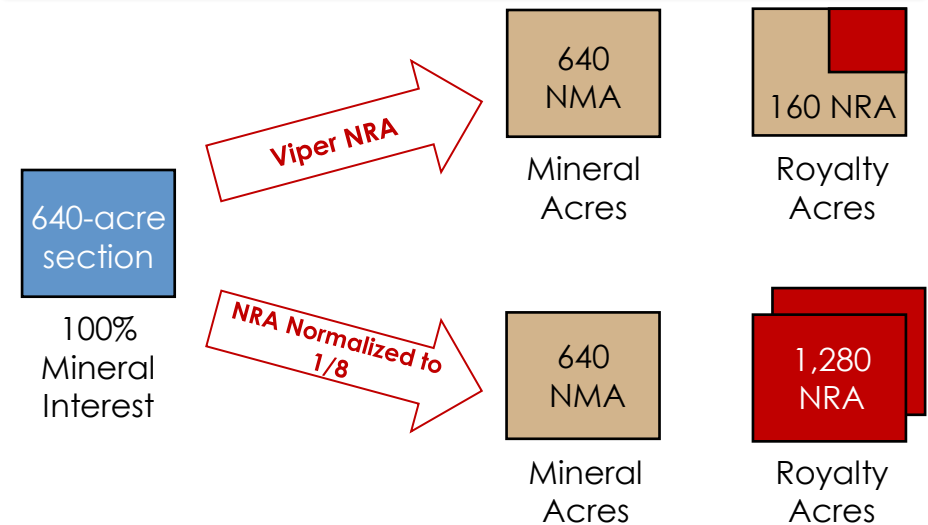 640-acre
section
100%
Mineral
Interest
Viper NRA
640
NMA
Mineral
Acres
160 NRA
Royalty
Acres
NRA Normalized to
1/8
640
NMA
Mineral
Acres
1,280
NRA
Royalty
Acres